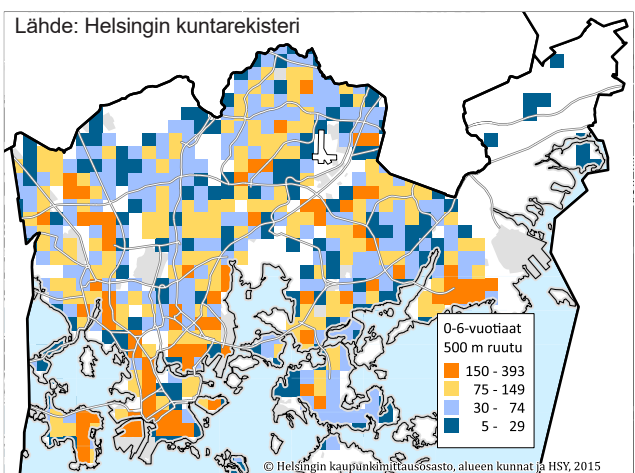 Lähde: Helsingin kuntarekisteri
0-6-vuotiaat
500 m ruutu
150 - 393
75 - 149
30 - 74
5 - 29
© Helsingin kaupunkimittausosasto, alueen kunnat ja HSY, 2015